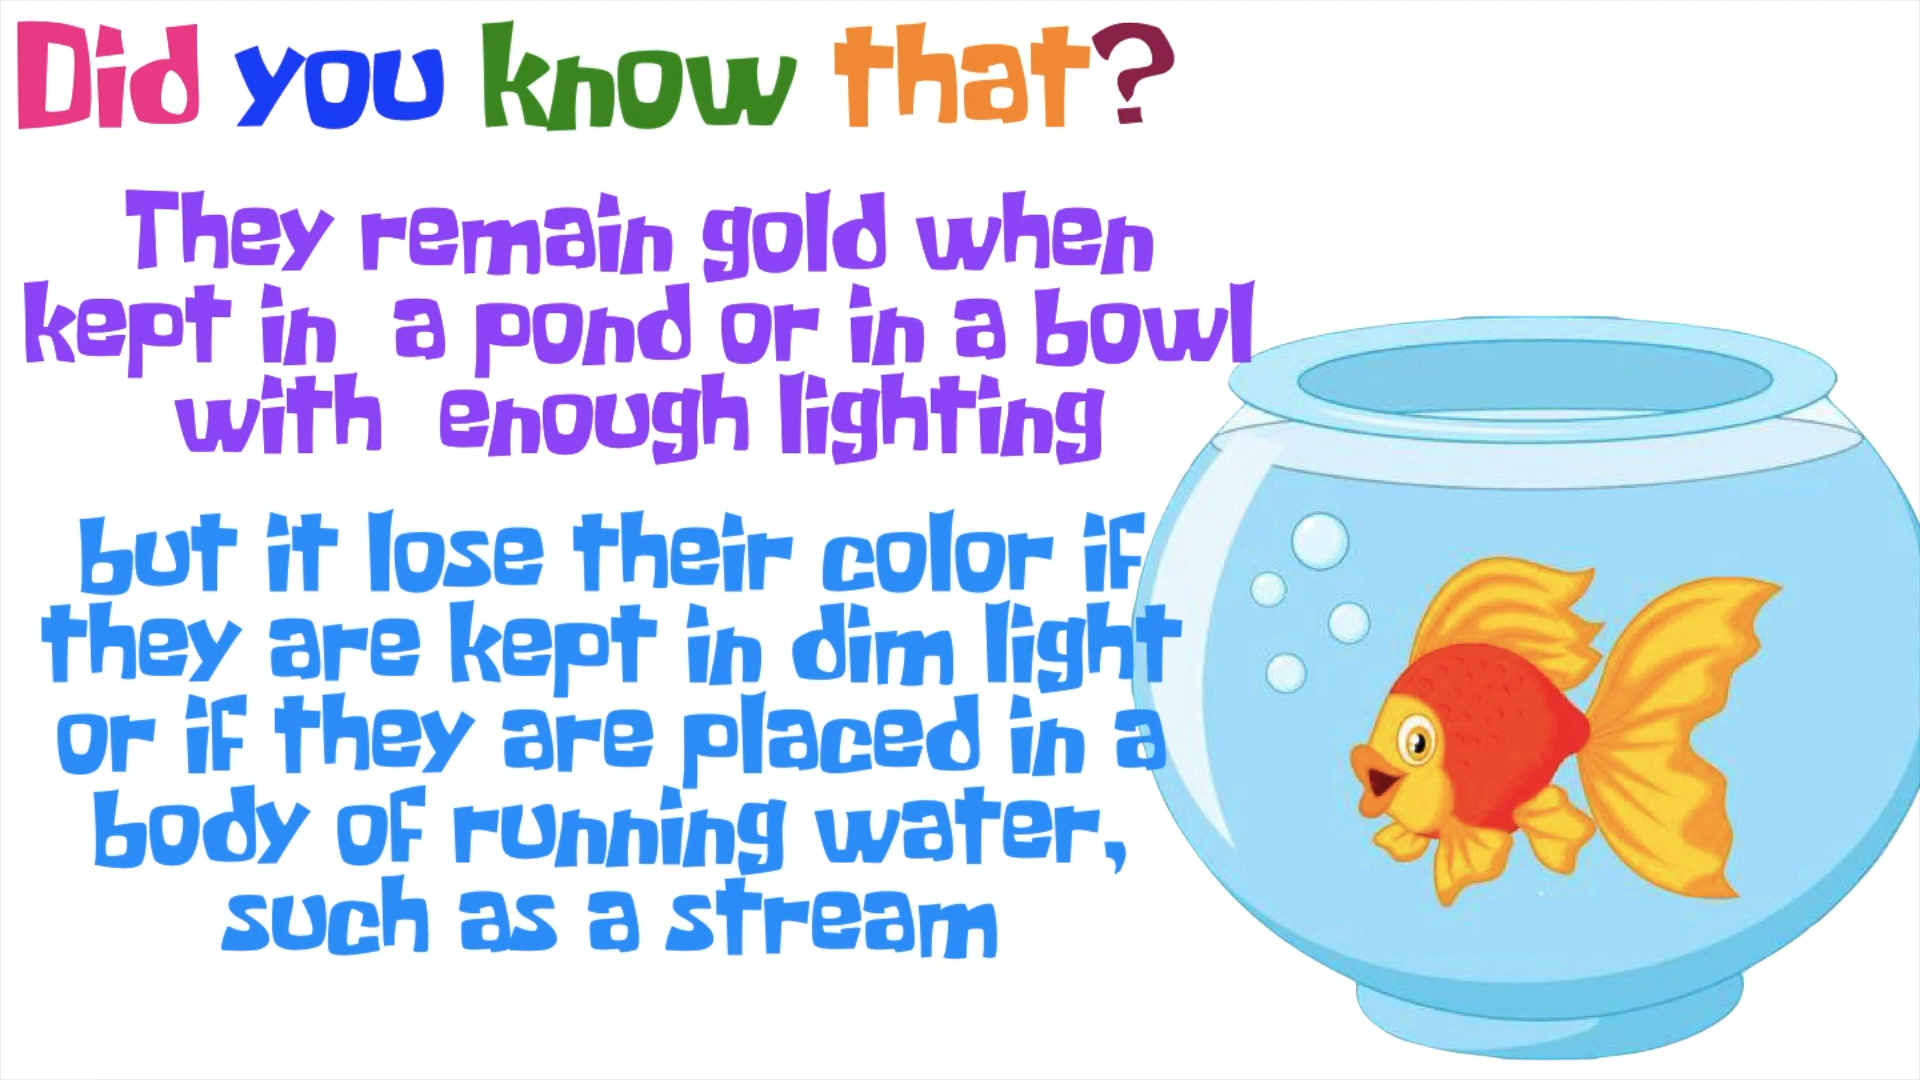 Did you know that?
They remain gold when
kept in a pond or in a bowl
with enough lighting
but it lose their color if
they are kept in dim light
or if they are placed in a
body of running water,
such as a stream